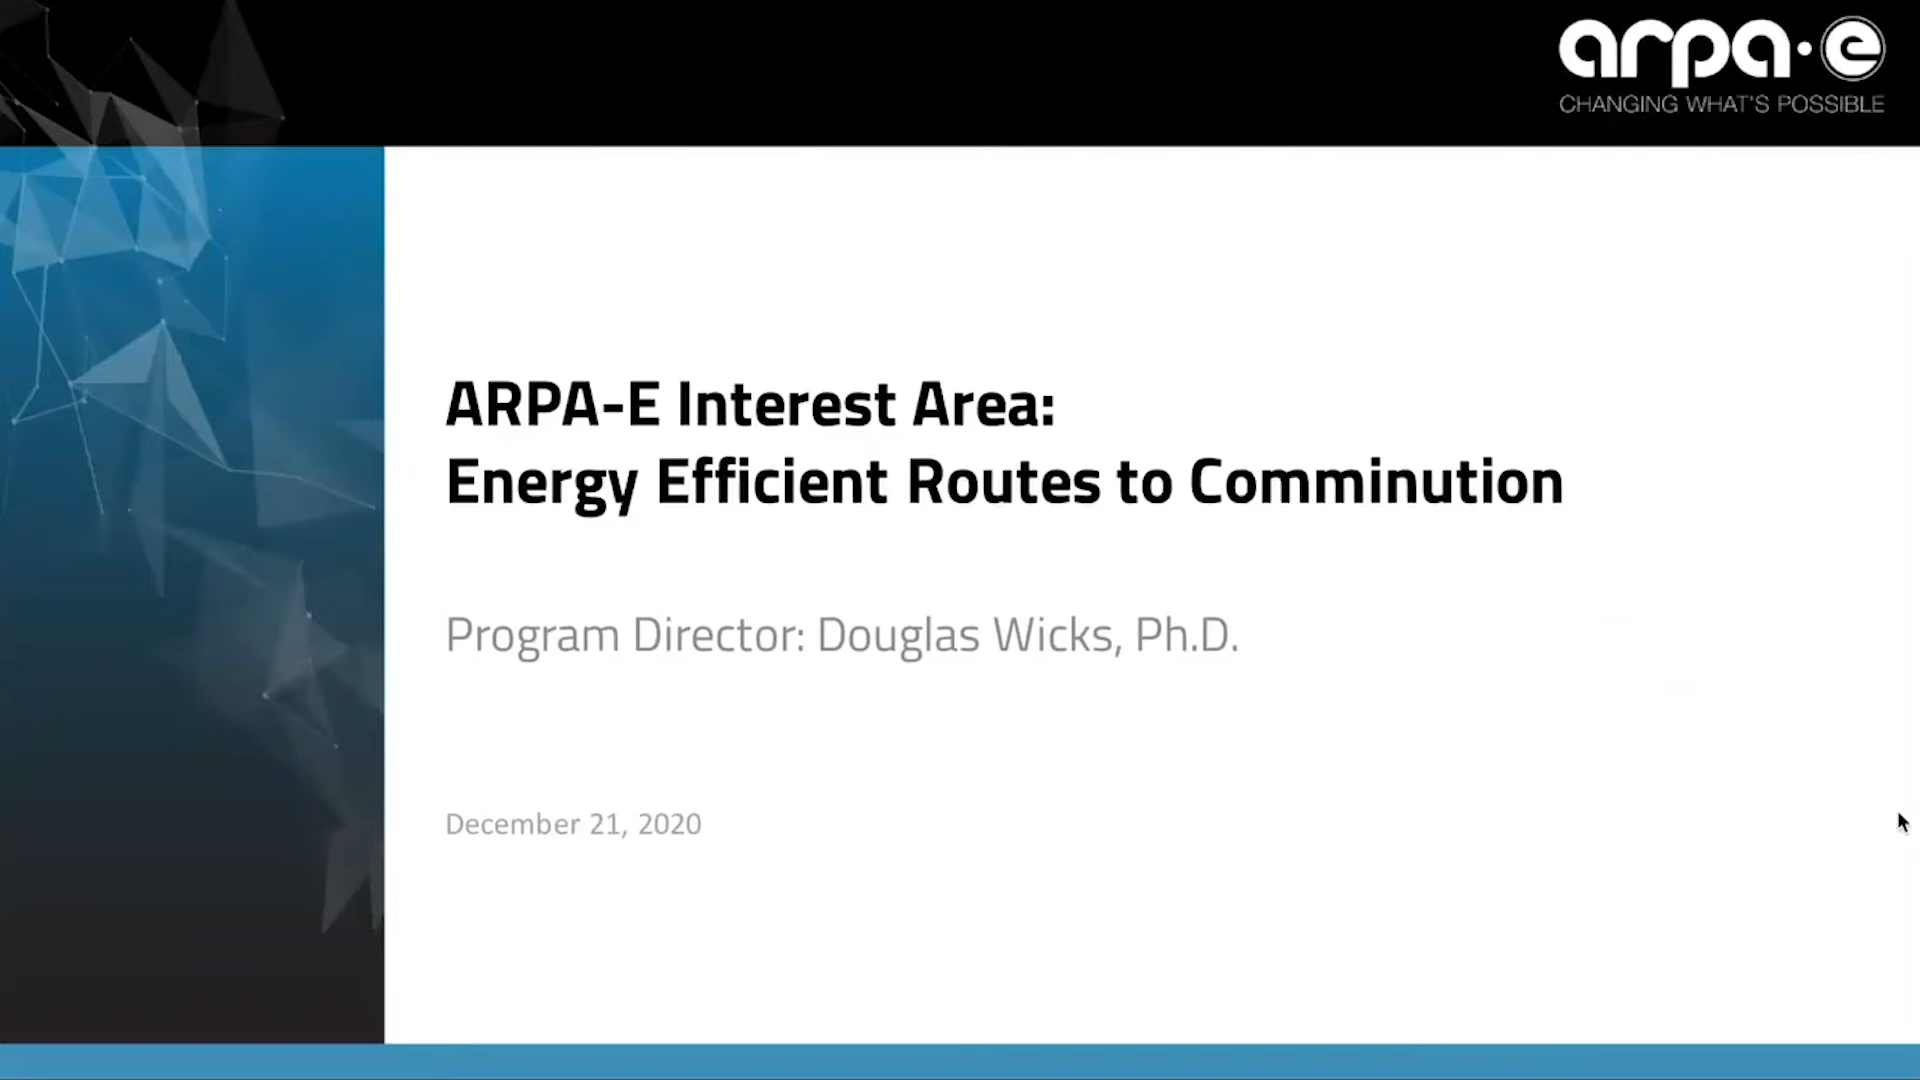 arpa·e
CHANGING WHAT'S POSSIBLE
ARPA-E Interest Area:
Energy Efficient Routes to Comminution
Program Director: Douglas Wicks, Ph.D.
December 21, 2020